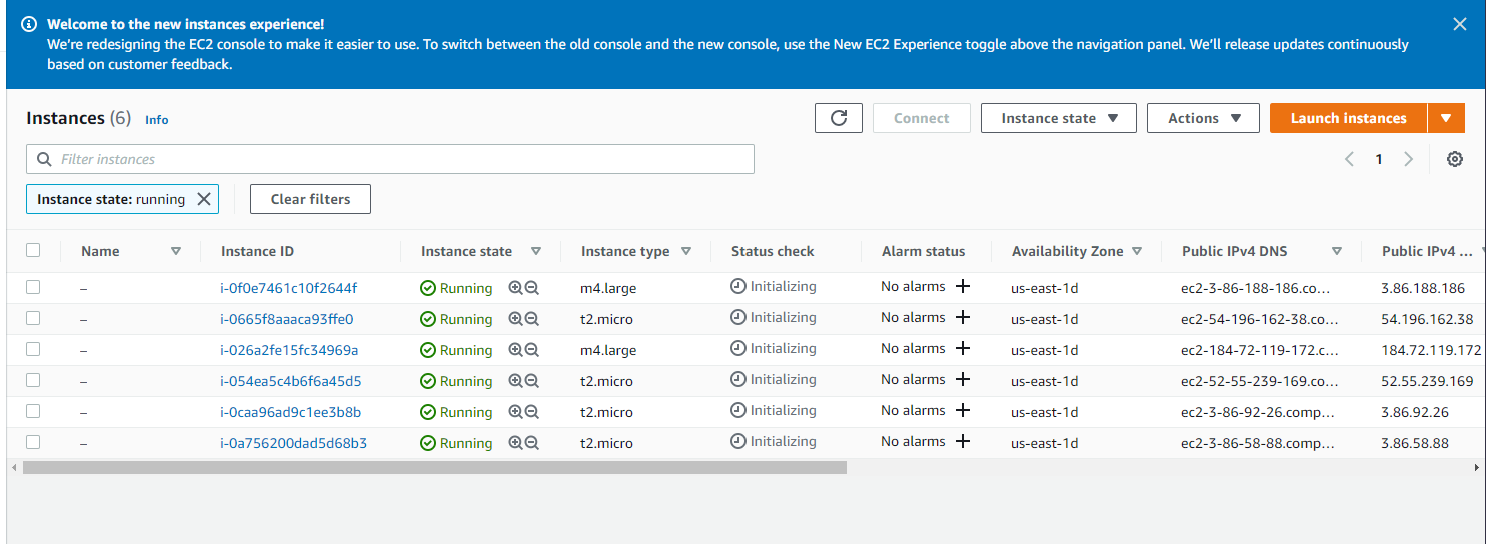 Welcome to the new instances experience!
We're redesigning the EC2 console to make it easier to use. To switch between the old console and the new console, use the New EC2 Experience toggle above the navigation panel. We'll release updates continuously
based on customer feedback.
Instances (6) Info
Connect Instance state Actions Launch instances
Filter instances
1
Instance state: running Clear filters
Name Instance ID Instance state Instance type Status check Alarm status Availability Zone Public IPv4 DNS Public IPv4 ...
– i-0f0e7461c10f2644f Running m4.large Initializing No alarms + us-east-1d ec2-3-86-188-186.co... 3.86.188.186
– i-0665f8aaaca93ffe0 Running t2.micro Initializing No alarms + us-east-1d ec2-54-196-162-38.co... 54.196.162.38
– i-026a2fe15fc34969a Running m4.large Initializing No alarms + us-east-1d ec2-184-72-119-172.c... 184.72.119.172
– i-054ea5c4b6f6a45d5 Running t2.micro Initializing No alarms + us-east-1d ec2-52-55-239-169.co... 52.55.239.169
– i-0caa96ad9c1ee3b8b Running t2.micro Initializing No alarms + us-east-1d ec2-3-86-92-26.comp... 3.86.92.26
– i-0a756200dad5d68b3 Running t2.micro Initializing No alarms + us-east-1d ec2-3-86-58-88.comp... 3.86.58.88